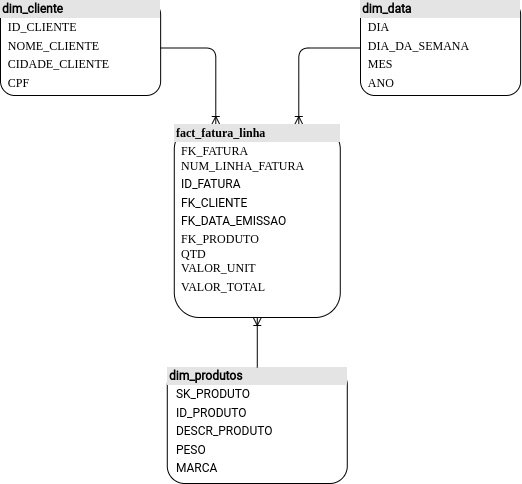 dim_cliente
ID_CLIENTE
NOME_CLIENTE
CIDADE_CLIENTE
CPF
dim_data
DIA
DIA_DA_SEMANA
MES
ANO
fact_fatura_linha
FK_FATURA
NUM_LINHA_FATURA
ID_FATURA
FK_CLIENTE
FK_DATA_EMISSAO
FK_PRODUTO
QTD
VALOR_UNIT
VALOR_TOTAL
dim_produtos
SK_PRODUTO
ID_PRODUTO
DESCR_PRODUTO
PESO
MARCA